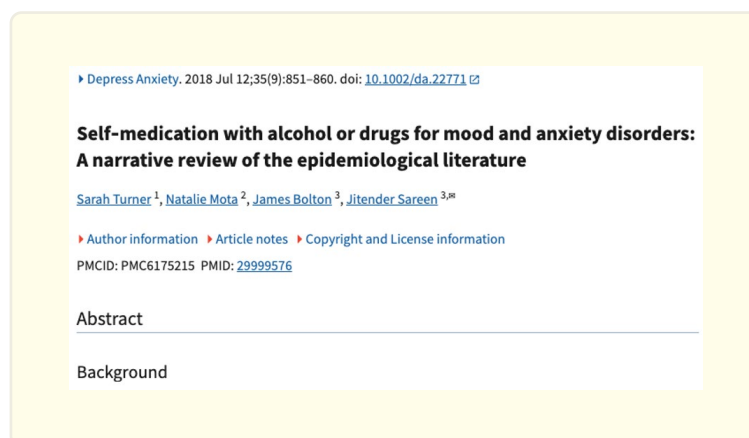 Depress Anxiety. 2018 Jul 12;35(9):851–860. doi: 10.1002/da.22771
Self-medication with alcohol or drugs for mood and anxiety disorders:
A narrative review of the epidemiological literature
Sarah Turner 1, Natalie Mota 2, James Bolton 3, Jitender Sareen 3,✉
Author information Article notes Copyright and License information
PMCID: PMC6175215 PMID: 29999576
Abstract
Background